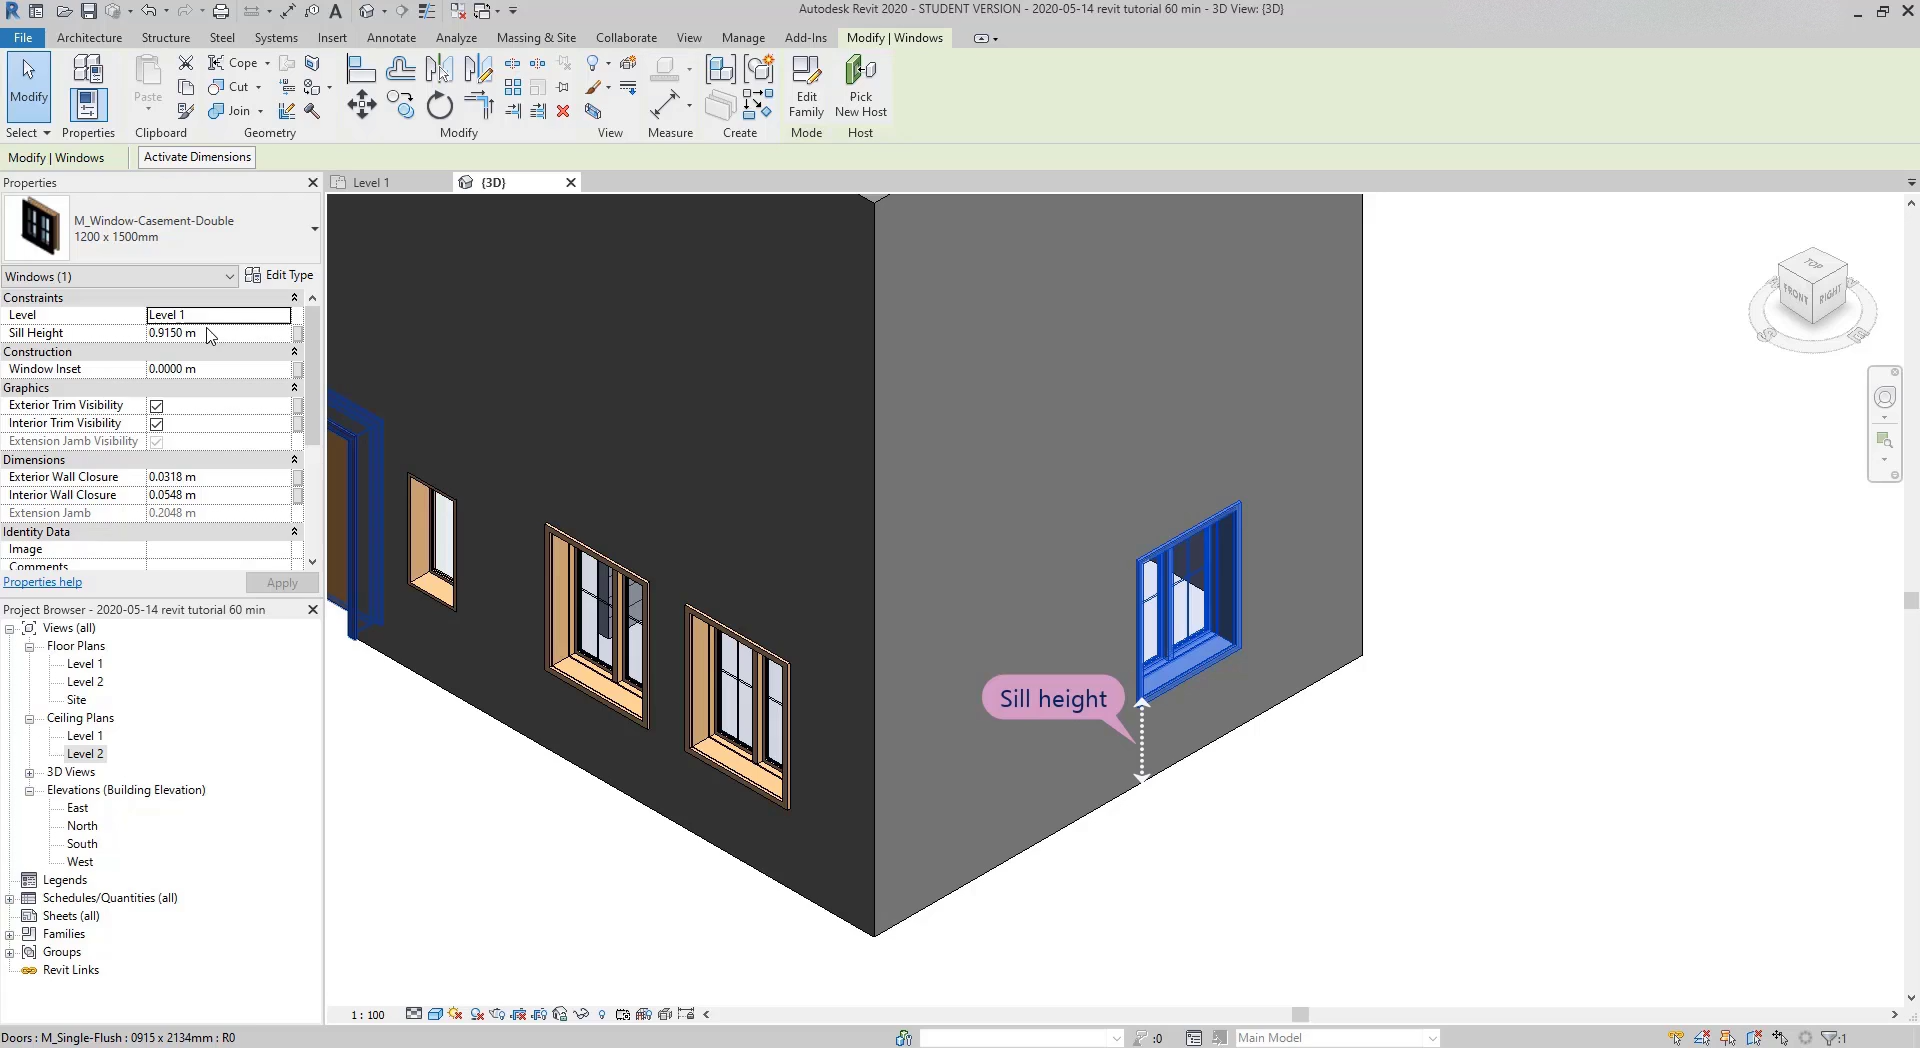 Autodesk Revit 2020 - STUDENT VERSION - 2020-05-14 revit tutorial 60 min - 3D View: {3D}
File Architecture Structure Steel Systems Insert Annotate Analyze Massing & Site Collaborate View Manage Add-Ins Modify | Windows
Modify
Select
Properties
Paste
Clipboard
Cope
Cut
Join
Geometry
Modify
View
Measure
Create
Edit
Family
Mode
Pick
New Host
Host
Modify | Windows Activate Dimensions
Properties
M_Window-Casement-Double
1200 x 1500mm
Windows (1) Edit Type
Constraints
Level Level 1
Sill Height 0.9150 m
Construction
Window Inset 0.0000 m
Graphics
Exterior Trim Visibility
Interior Trim Visibility
Extension Jamb Visibility
Dimensions
Exterior Wall Closure 0.0318 m
Interior Wall Closure 0.0548 m
Extension Jamb 0.2048 m
Identity Data
Image
Comments
Properties help Apply
Project Browser - 2020-05-14 revit tutorial 60 min
Views (all)
Floor Plans
Level 1
Level 2
Site
Ceiling Plans
Level 1
Level 2
3D Views
Elevations (Building Elevation)
East
North
South
West
Legends
Schedules/Quantities (all)
Sheets (all)
Families
Groups
Revit Links
Level 1 {3D}
TOP
FRONT RIGHT
S E
Sill height
1 : 100
Doors : M_Single-Flush : 0915 x 2134mm : R0
:0
Main Model
:1